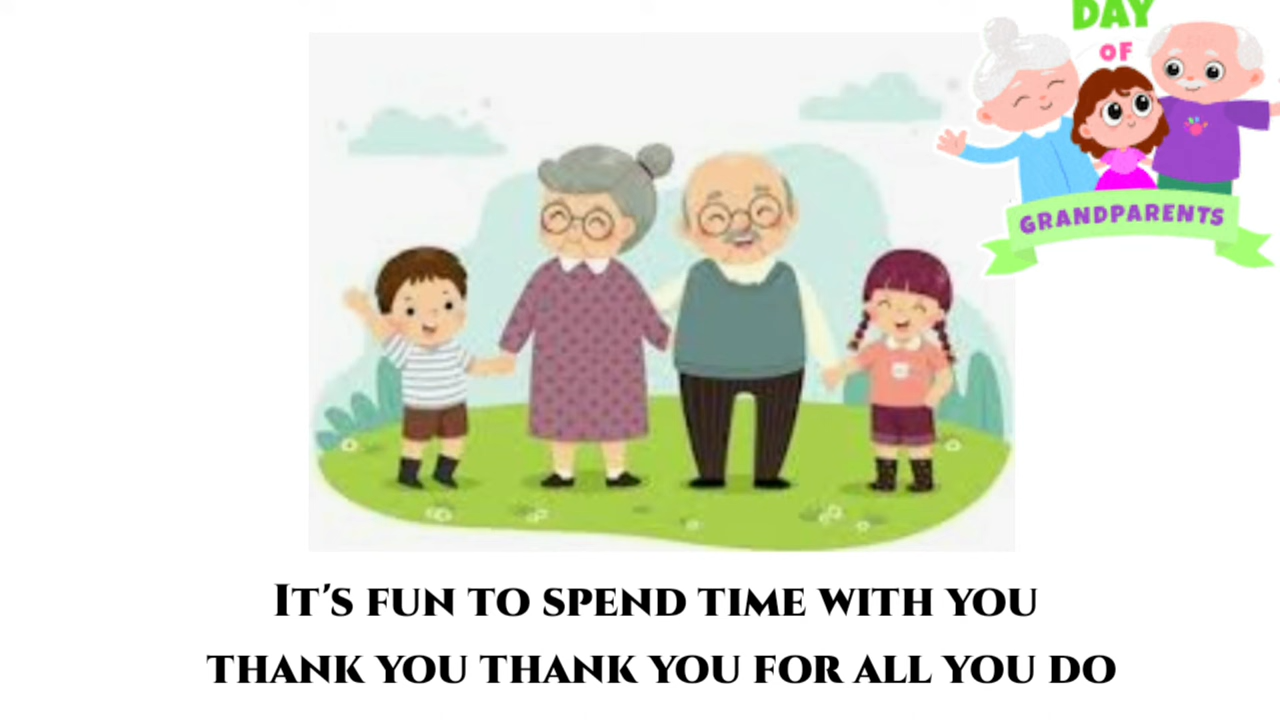 DAY
OF
GRANDPARENTS
It's fun to spend time with you
thank you thank you for all you do